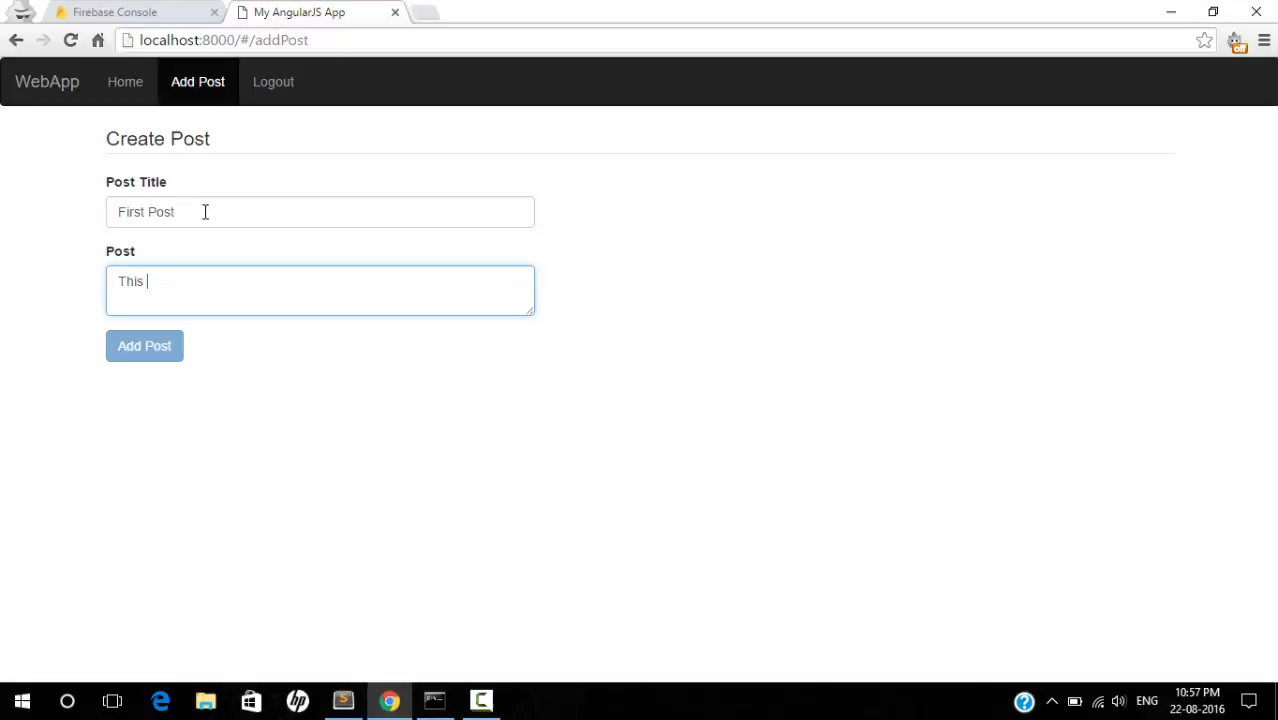 Firebase Console
My AngularJS App
localhost:8000/#/addPost
off
WebApp Home Add Post Logout
Create Post
Post Title
First Post
Post
This
Add Post
ENG
10:57 PM
22-08-2016